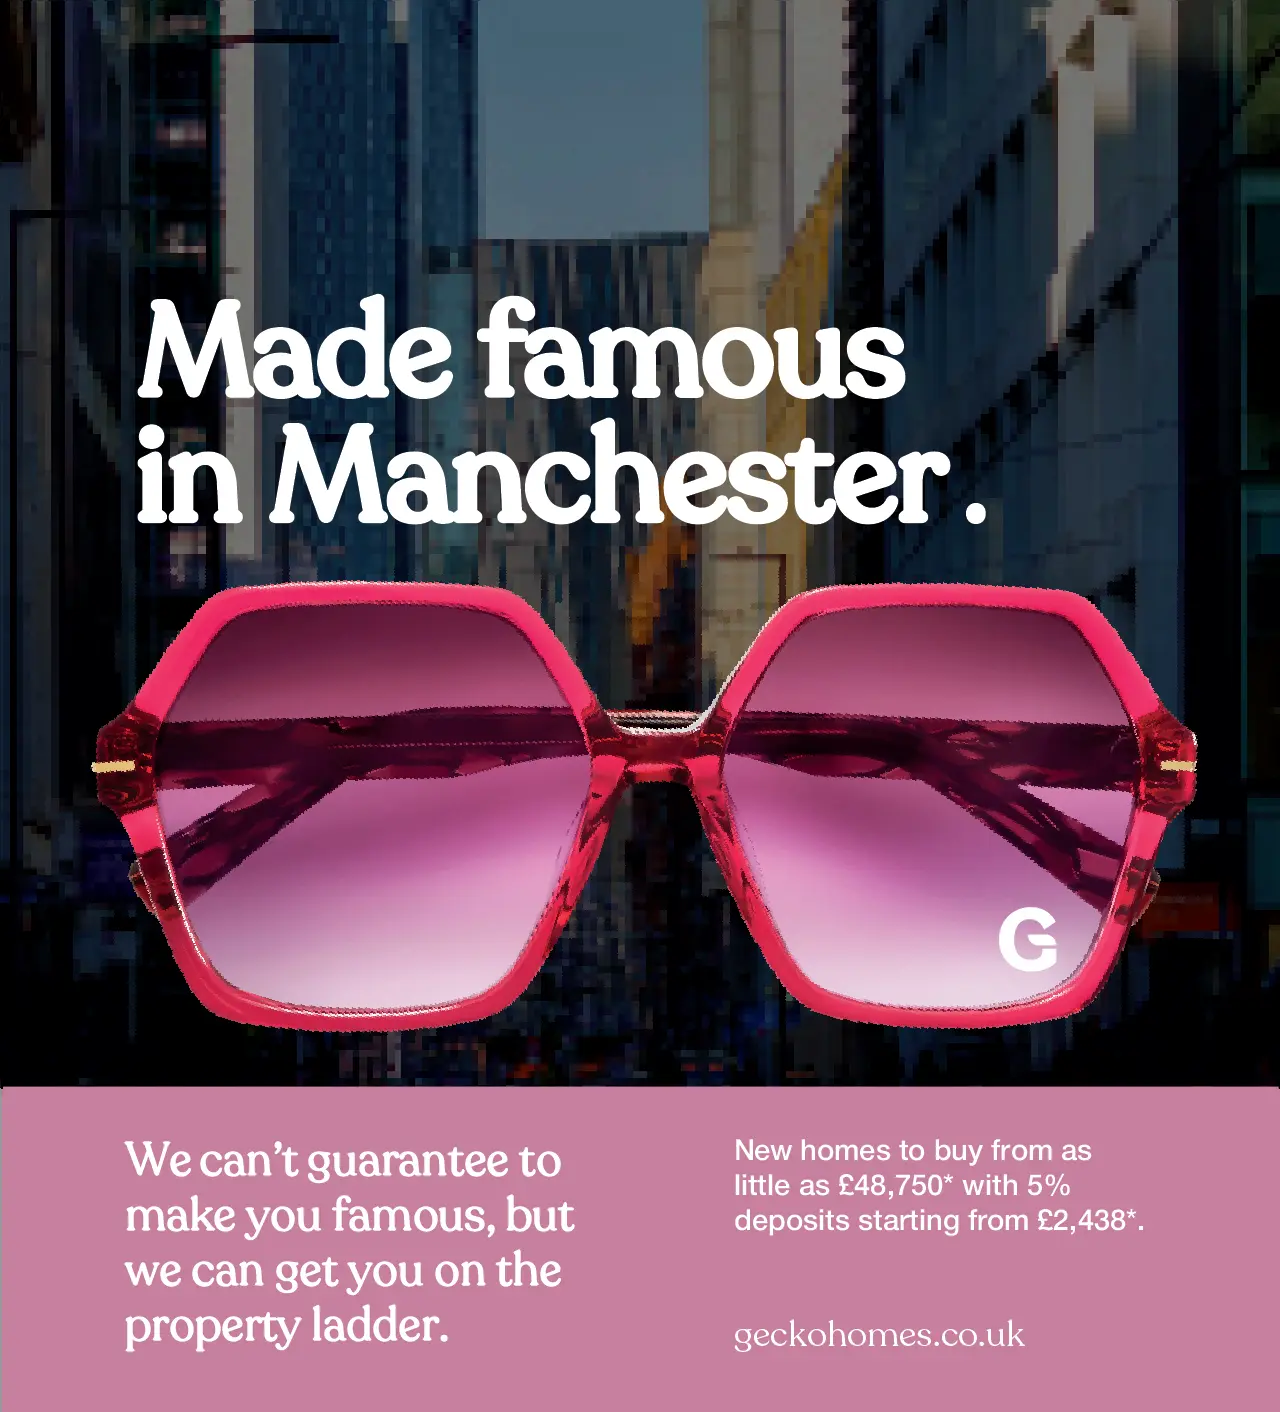 Made famous
in Manchester.
G
We can't guarantee to
make you famous, but
we can get you on the
property ladder.
New homes to buy from as
little as £48,750* with 5%
deposits starting from £2,438*.
geckohomes.co.uk